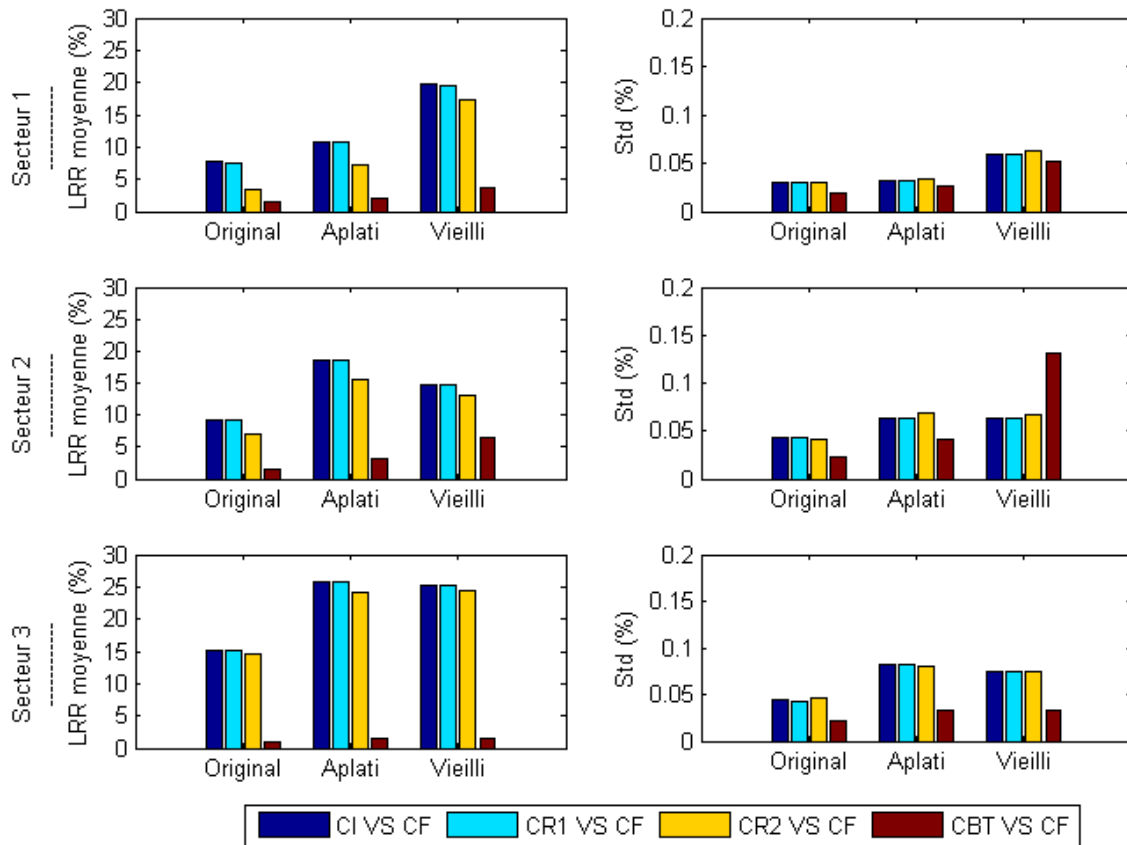 Secteur 1
----------
LRR moyenne (%)
30
25
20
15
10
5
0
Original Aplati Vieilli
Std (%)
0.2
0.15
0.1
0.05
0
Original Aplati Vieilli
Secteur 2
----------
LRR moyenne (%)
30
25
20
15
10
5
0
Original Aplati Vieilli
Std (%)
0.2
0.15
0.1
0.05
0
Original Aplati Vieilli
Secteur 3
----------
LRR moyenne (%)
30
25
20
15
10
5
0
Original Aplati Vieilli
Std (%)
0.2
0.15
0.1
0.05
0
Original Aplati Vieilli
CI VS CF CR1 VS CF CR2 VS CF CBT VS CF